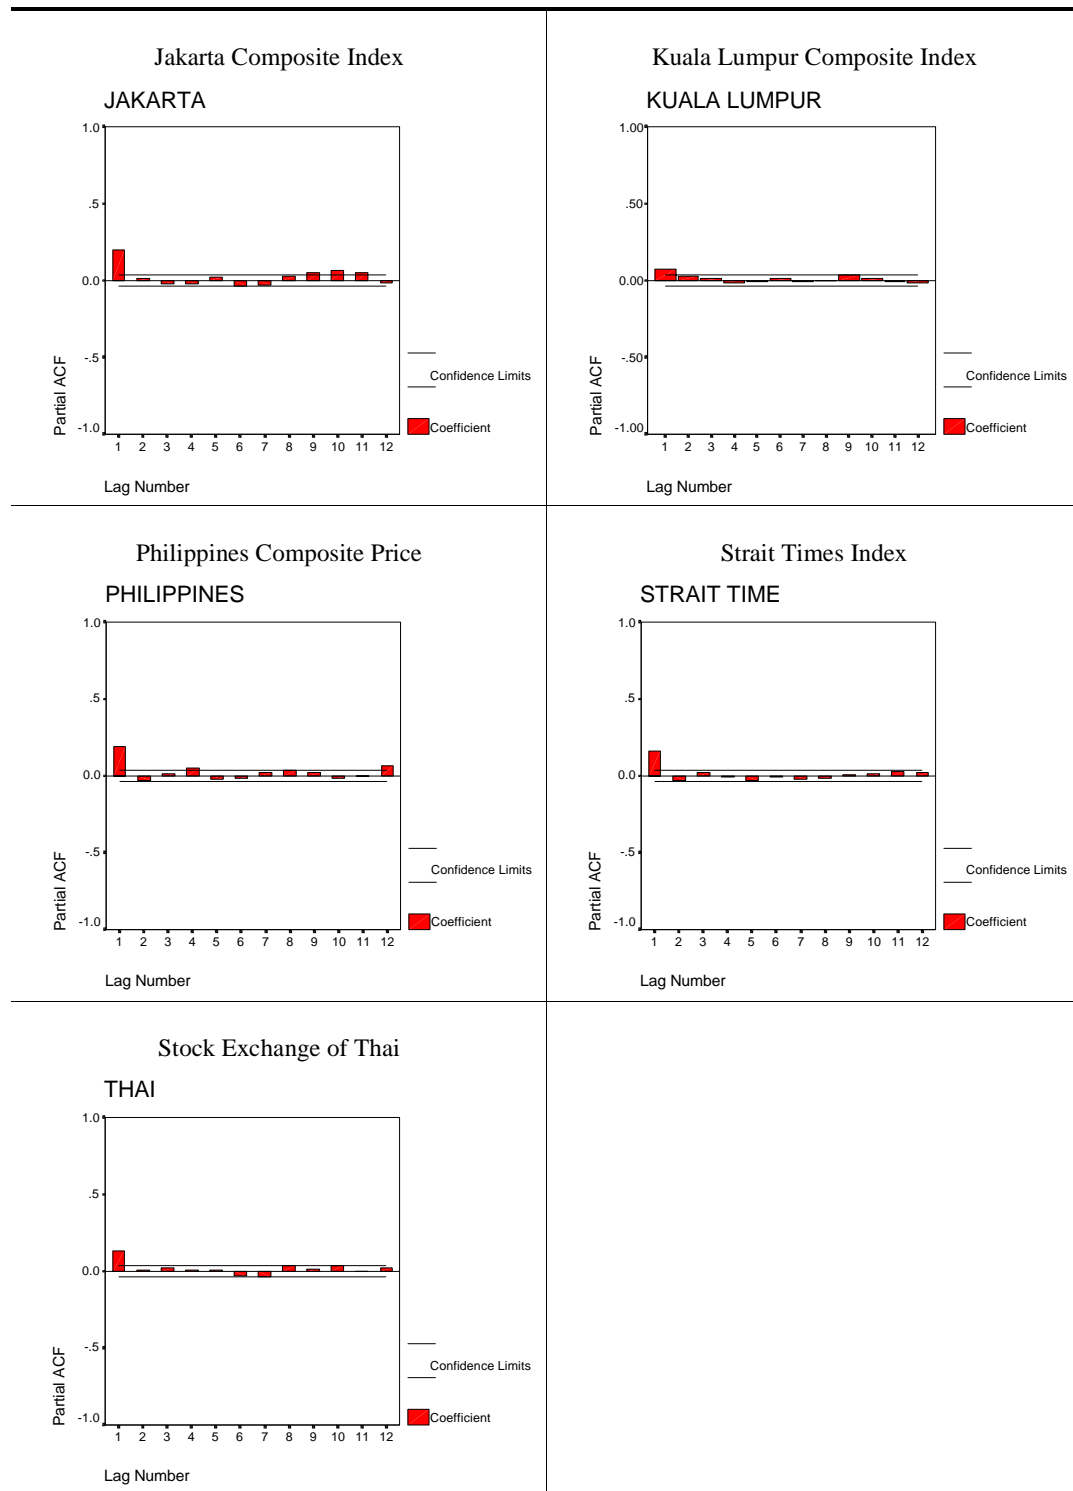 Jakarta Composite Index
JAKARTA
1.0
.5
0.0
-.5
-1.0
Partial ACF
1 2 3 4 5 6 7 8 9 10 11 12
Lag Number
Confidence Limits
Coefficient
Kuala Lumpur Composite Index
KUALA LUMPUR
1.00
.50
0.00
-.50
-1.00
Partial ACF
1 2 3 4 5 6 7 8 9 10 11 12
Lag Number
Confidence Limits
Coefficient
Philippines Composite Price
PHILIPPINES
1.0
.5
0.0
-.5
-1.0
Partial ACF
1 2 3 4 5 6 7 8 9 10 11 12
Lag Number
Confidence Limits
Coefficient
Strait Times Index
STRAIT TIME
1.0
.5
0.0
-.5
-1.0
Partial ACF
1 2 3 4 5 6 7 8 9 10 11 12
Lag Number
Confidence Limits
Coefficient
Stock Exchange of Thai
THAI
1.0
.5
0.0
-.5
-1.0
Partial ACF
1 2 3 4 5 6 7 8 9 10 11 12
Lag Number
Confidence Limits
Coefficient